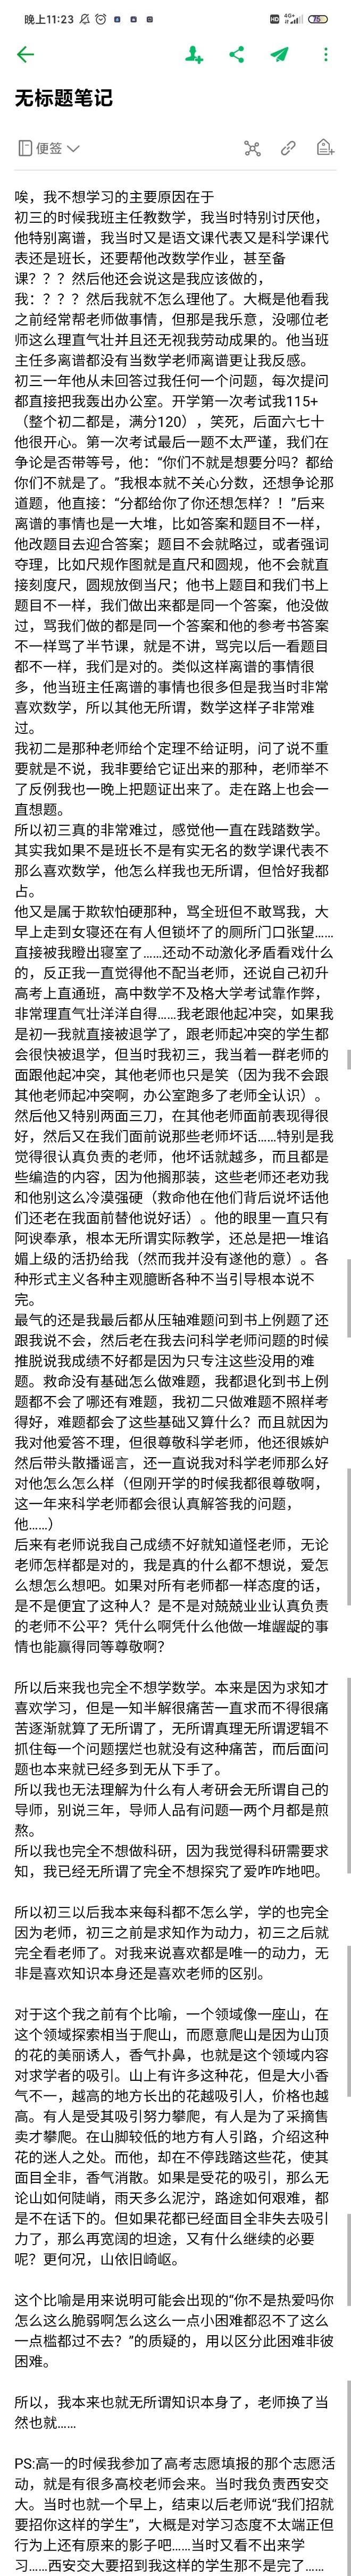 晚上11:23
HD 4G+ 75
无标题笔记
便签
唉，我不想学习的主要原因在于
初三的时候我班主任教数学，我当时特别讨厌他，
他特别离谱，我当时又是语文课代表又是科学课代
表还是班长，还要帮他改数学作业，甚至备
课？？？然后他还会说这是我应该做的，
我：？？？然后我就不怎么理他了。大概是他看我
之前经常帮老师做事情，但那是我乐意，没哪位老
师这么理直气壮并且还无视我劳动成果的。他当班
主任多离谱都没有当数学老师离谱更让我反感。
初三一年他从未回答过我任何一个问题，每次提问
都直接把我轰出办公室。开学第一次考试我115+
（整个初二都是，满分120），笑死，后面六七十
他很开心。第一次考试最后一题不太严谨，我们在
争论是否带等号，他：“你们不就是想要分吗？都给
你们不就是了。”我根本就不关心分数，还想争论那
道题，他直接：“分都给你了你还想怎样？！”后来
离谱的事情也是一大堆，比如答案和题目不一样，
他改题目去迎合答案；题目不会就略过，或者强词
夺理，比如尺规作图就是直尺和圆规，他不会就直
接刻度尺，圆规放倒当尺；他书上题目和我们书上
题目不一样，我们做出来都是同一个答案，他没做
过，骂我们做的都是同一个答案和他的参考书答案
不一样骂了半节课，就是不讲，骂完以后一看题目
都不一样，我们是对的。类似这样离谱的事情很
多，他当班主任离谱的事情也很多但是我当时非常
喜欢数学，所以其他无所谓，数学这样子非常难
过。
我初二是那种老师给个定理不给证明，问了说不重
要就是不说，我非要给它证出来的那种，老师举不
了反例我也一晚上把题证出来了。走在路上也会一
直想题。
所以初三真的非常难过，感觉他一直在践踏数学。
其实我如果不是班长不是有实无名的数学课代表不
那么喜欢数学，他怎么样我也无所谓，但恰好我都
占。
他又是属于欺软怕硬那种，骂全班但不敢骂我，大
早上走到女寝还在有人但锁坏了的厕所门口张望……
直接被我瞪出寝室了……还动不动激化矛盾看戏什么
的，反正我一直觉得他不配当老师，还说自己初升
高考上直通班，高中数学不及格大学考试靠作弊，
非常理直气壮洋洋自得……我老跟他起冲突，如果我
是初一我就直接被退学了，跟老师起冲突的学生都
会很快被退学，但当时我初三，我当着一群老师的
面跟他起冲突，其他老师也只是笑（因为我不会跟
其他老师起冲突啊，办公室跑多了老师全认识）。
然后他又特别两面三刀，在其他老师面前表现得很
好，然后又在我们面前说那些老师坏话……特别是我
觉得很认真负责的老师，他坏话就越多，而且都是
些编造的内容，因为他搁那装，这些老师还老劝我
和他别这么冷漠强硬（救命他在他们背后说坏话他
们还老在我面前替他说好话）。他的眼里一直只有
阿谀奉承，根本无所谓实际教学，还总是把一堆谄
媚上级的活扔给我（然而我并没有遂他的意）。各
种形式主义各种主观臆断各种不当引导根本说不
完。
最气的还是我最后都从压轴难题问到书上例题了还
跟我说不会，然后老在我去问科学老师问题的时候
推脱说我成绩不好都是因为只专注这些没用的难
题。救命没有基础怎么做难题，我都退化到书上例
题都不会了哪还有难题，我初二只做难题不照样考
得好，难题都会了这些基础又算什么？而且就因为
我对他爱答不理，但很尊敬科学老师，他还很嫉妒
然后带头散播谣言，还一直说我对科学老师那么好
对他怎么怎么样（但刚开学的时候我都很尊敬啊，
这一年来科学老师都会很认真解答我的问题，
他……）
后来有老师说我自己成绩不好就知道怪老师，无论
老师怎样都是对的，我是真的什么都不想说，爱怎
么想怎么想吧。如果对所有老师都一样态度的话，
是不是便宜了这种人？是不是对兢兢业业认真负责
的老师不公平？凭什么啊凭什么他做一堆龌龊的事
情也能赢得同等尊敬啊？
所以后来我也完全不想学数学。本来是因为求知才
喜欢学习，但是一知半解很痛苦一直求而不得很痛
苦逐渐就算了无所谓了，无所谓真理无所谓逻辑不
抓住每一个问题摆烂也就没有这种痛苦，而后面问
题也本来就已经多到无从下手了。
所以我也无法理解为什么有人考研会无所谓自己的
导师，别说三年，导师人品有问题一两个月都是煎
熬。
所以我也完全不想做科研，因为我觉得科研需要求
知，我已经无所谓了完全不想探究了爱咋咋地吧。
所以初三以后我本来每科都不怎么学，学的也完全
因为老师，初三之前是求知作为动力，初三之后就
完全看老师了。对我来说喜欢都是唯一的动力，无
非是喜欢知识本身还是喜欢老师的区别。
对于这个我之前有个比喻，一个领域像一座山，在
这个领域探索相当于爬山，而愿意爬山是因为山顶
的花的美丽诱人，香气扑鼻，也就是这个领域内容
对求学者的吸引。山上有许多这种花，但是大小香
气不一，越高的地方长出的花越吸引人，价格也越
高。有人是受其吸引努力攀爬，有人是为了采摘售
卖才攀爬。在山脚较低的地方有人引路，介绍这种
花的迷人之处。而他，却在不停践踏这些花，使其
面目全非，香气消散。如果是受花的吸引，那么无
论山如何陡峭，雨天多么泥泞，路途如何艰难，都
是不在话下的。但如果花都已经面目全非失去吸引
力了，那么再宽阔的坦途，又有什么继续的必要
呢？更何况，山依旧崎岖。
这个比喻是用来说明可能会出现的“你不是热爱吗你
怎么这么脆弱啊怎么这么一点小困难都忍不了这么
一点槛都过不去？”的质疑的，用以区分此困难非彼
困难。
所以，我本来也就无所谓知识本身了，老师换了当
然也就……
PS:高一的时候我参加了高考志愿填报的那个志愿活
动，就是有很多高校老师会来。当时我负责西安交
大。当时也就一个早上，结束以后老师说“我们招就
要招你这样的学生”，大概是对学习态度不太端正但
行为上还有原来的影子吧……当时又看不出来学
习……西安交大要招到我这样的学生那不是完了……